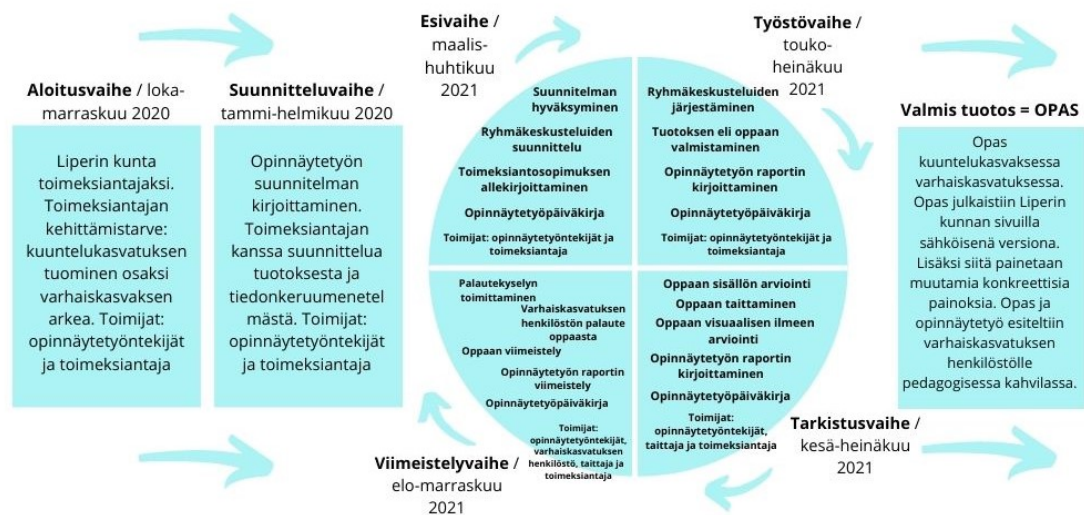 Aloitusvaihe / loka-
marraskuu 2020
Liperin kunta
toimeksiantajaksi.
Toimeksiantajan
kehittämistarve:
kuuntelukasvatuksen
tuominen osaksi
varhaiskasvaksen
arkea. Toimijat:
opinnäytetyöntekijät
ja toimeksiantaja
Suunnitteluvaihe /
tammi-helmikuu 2020
Opinnäytetyön
suunnitelman
kirjoittaminen.
Toimeksiantajan
kanssa suunnittelua
tuotoksesta ja
tiedonkeruumenetel
mästä. Toimijat:
opinnäytetyöntekijät
ja toimeksiantaja
Esivaihe /
maalis-
huhtikuu
2021
Suunnitelman
hyväksyminen
Ryhmäkeskusteluiden
suunnittelu
Toimeksiantosopimuksen
allekirjoittaminen
Opinnäytetyöpäiväkirja
Toimijat: opinnäytetyöntekijät ja
toimeksiantaja
Työstövaihe /
touko-
heinäkuu
2021
Ryhmäkeskusteluiden
järjestäminen
Tuotoksen eli oppaan
valmistaminen
Opinnäytetyön raportin
kirjoittaminen
Opinnäytetyöpäiväkirja
Toimijat: opinnäytetyöntekijät ja
toimeksiantaja
Oppaan sisällön arviointi
Oppaan taittaminen
Oppaan visuaalisen ilmeen
arviointi
Opinnäytetyön raportin
kirjoittaminen
Opinnäytetyöpäiväkirja
Toimijat:
opinnäytetyöntekijät,
taittaja ja toimeksiantaja
Tarkistusvaihe /
kesä-heinäkuu
2021
Palautekyselyn
toimittaminen
Varhaiskasvatuksen
henkilöstön palaute
oppaasta
Oppaan viimeistely
Opinnäytetyön raportin
viimeistely
Opinnäytetyöpäiväkirja
Toimijat:
opinnäytetyöntekijät,
varhaiskasvatuksen
henkilöstö, taittaja ja
toimeksiantaja
Viimeistelyvaihe /
elo-marraskuu
2021
Valmis tuotos = OPAS
Opas
kuuntelukasvaksessa
varhaiskasvatuksessa.
Opas julkaistiin Liperin
kunnan sivuilla
sähköisenä versiona.
Lisäksi siitä painetaan
muutamia konkreettisia
painoksia. Opas ja
opinnäytetyö esiteltiin
varhaiskasvatuksen
henkilöstölle
pedagogisessa kahvilassa.